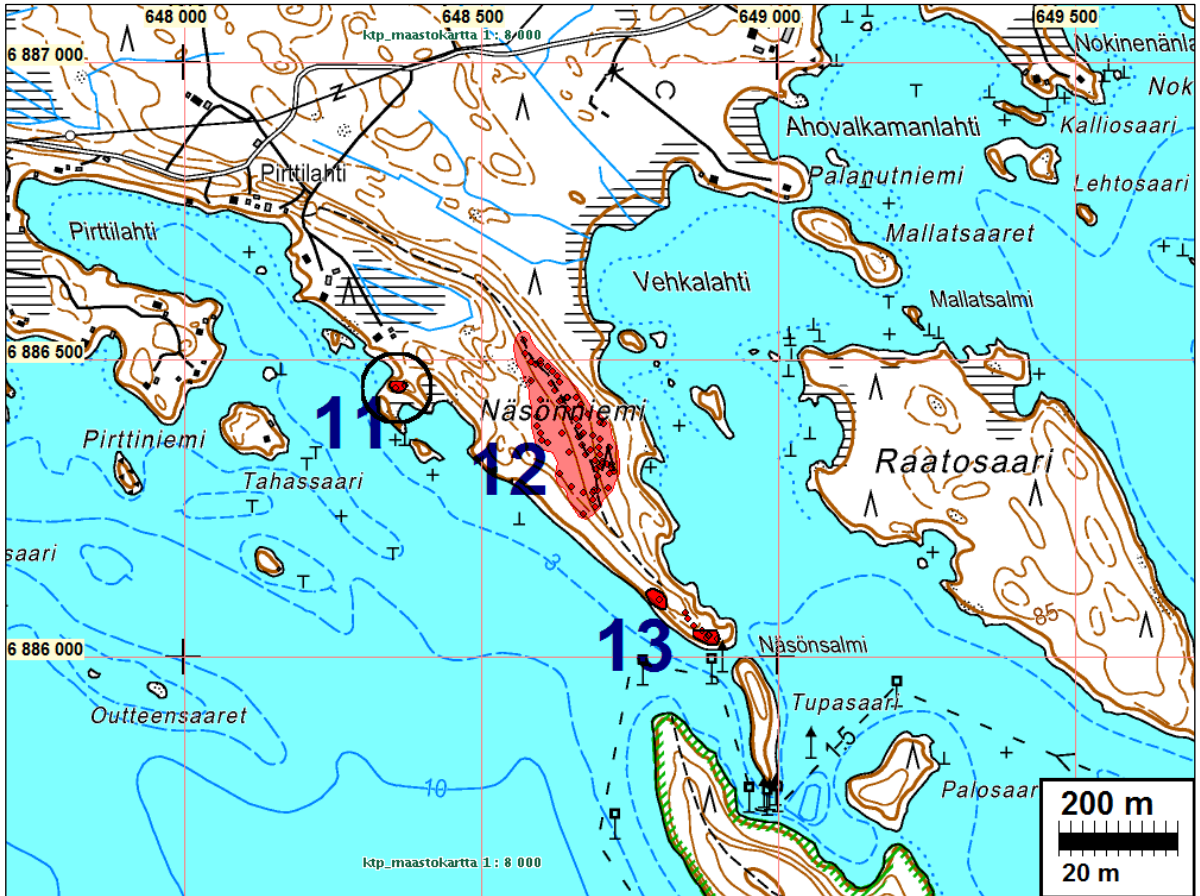 648 000
648 500
649 000
649 500
ktp_maastokartta 1 : 8 000
6 887 000
Nokinenänla
Nok
Ahovalkamanlahti
Kalliosaari
Pirttilahti
Palanutniemi
Lehtosaari
Pirttilahti
Mallatsaaret
Vehkalahti
Mallatsalmi
6 886 500
11
Näsönniemi
Pirttiniemi
12
Raatosaari
Tahassaari
saari
3
85
13
6 886 000
Näsönsalmi
Outteensaaret
Tupasaari
1.5
10
Palosaar
200 m
20 m
ktp_maastokartta 1 : 8 000